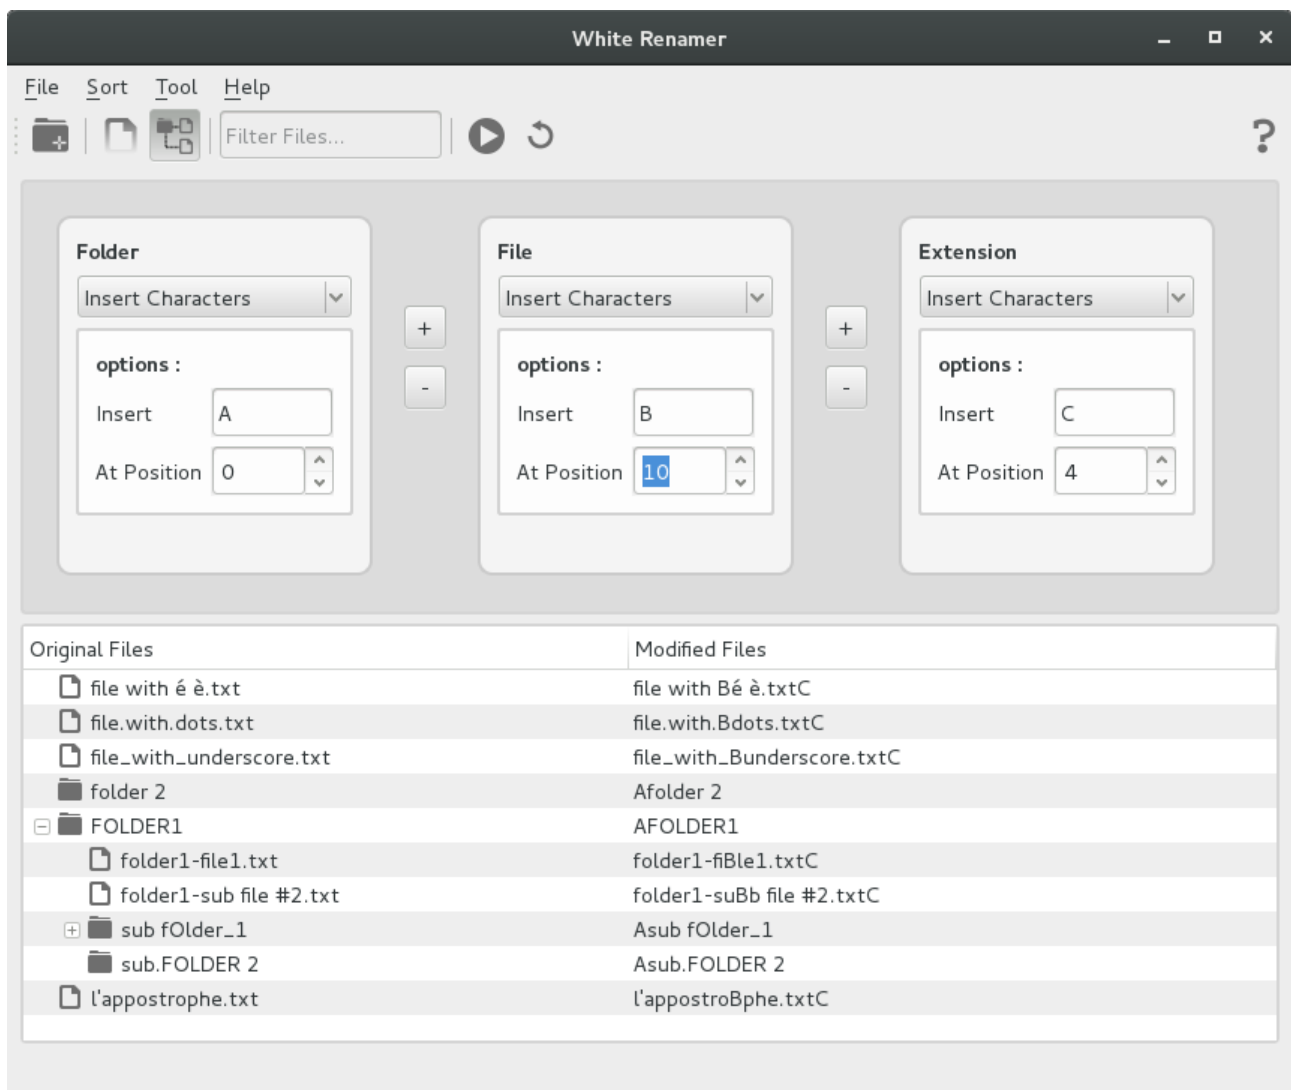 White Renamer
File Sort Tool Help
Filter Files...
?
Folder File Extension
Insert Characters Insert Characters Insert Characters
+ +
options : options : options :
- -
Insert A Insert B Insert C
At Position 0 At Position 10 At Position 4
Original Files Modified Files
file with é è.txt file with Bé è.txtC
file.with.dots.txt file.with.Bdots.txtC
file_with_underscore.txt file_with_Bunderscore.txtC
folder 2 Afolder 2
FOLDER1 AFOLDER1
folder1-file1.txt folder1-fiBle1.txtC
folder1-sub file #2.txt folder1-suBb file #2.txtC
sub fOlder_1 Asub fOlder_1
sub.FOLDER 2 Asub.FOLDER 2
l'appostrophe.txt l'appostroBphe.txtC